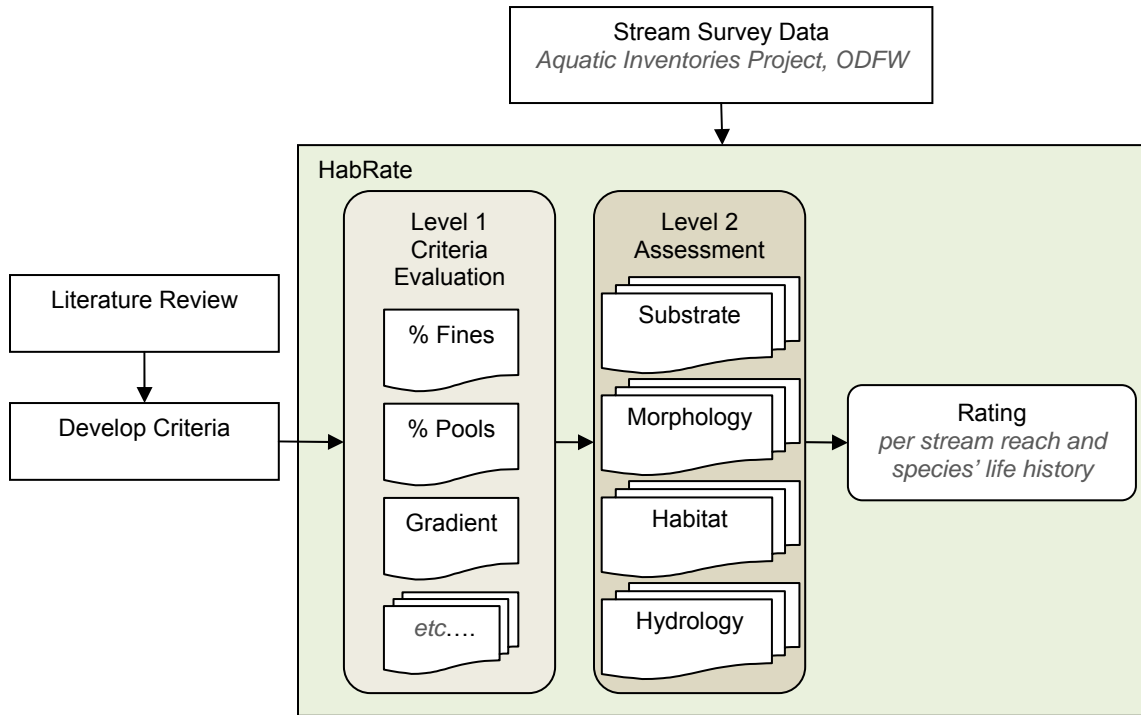 Stream Survey Data
Aquatic Inventories Project, ODFW
HabRate
Literature Review
Develop Criteria
Level 1
Criteria
Evaluation
% Fines
% Pools
Gradient
etc….
Level 2
Assessment
Substrate
Morphology
Habitat
Hydrology
Rating
per stream reach and
species’ life history